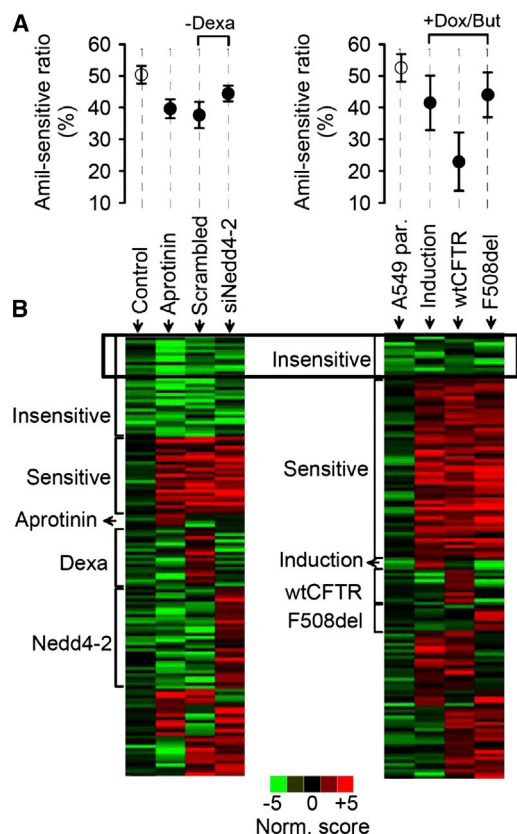 A
-Dexa
+Dox/But
Amil-sensitive ratio
(%)
60
50
40
30
20
10
Amil-sensitive ratio
(%)
60
50
40
30
20
10
Control
Aprotinin
Scrambled
siNedd4-2
A549 par.
Induction
wtCFTR
F508del
B
Insensitive
Sensitive
Aprotinin
Dexa
Nedd4-2
Insensitive
Sensitive
Induction
wtCFTR
F508del
-5 0 +5
Norm. score